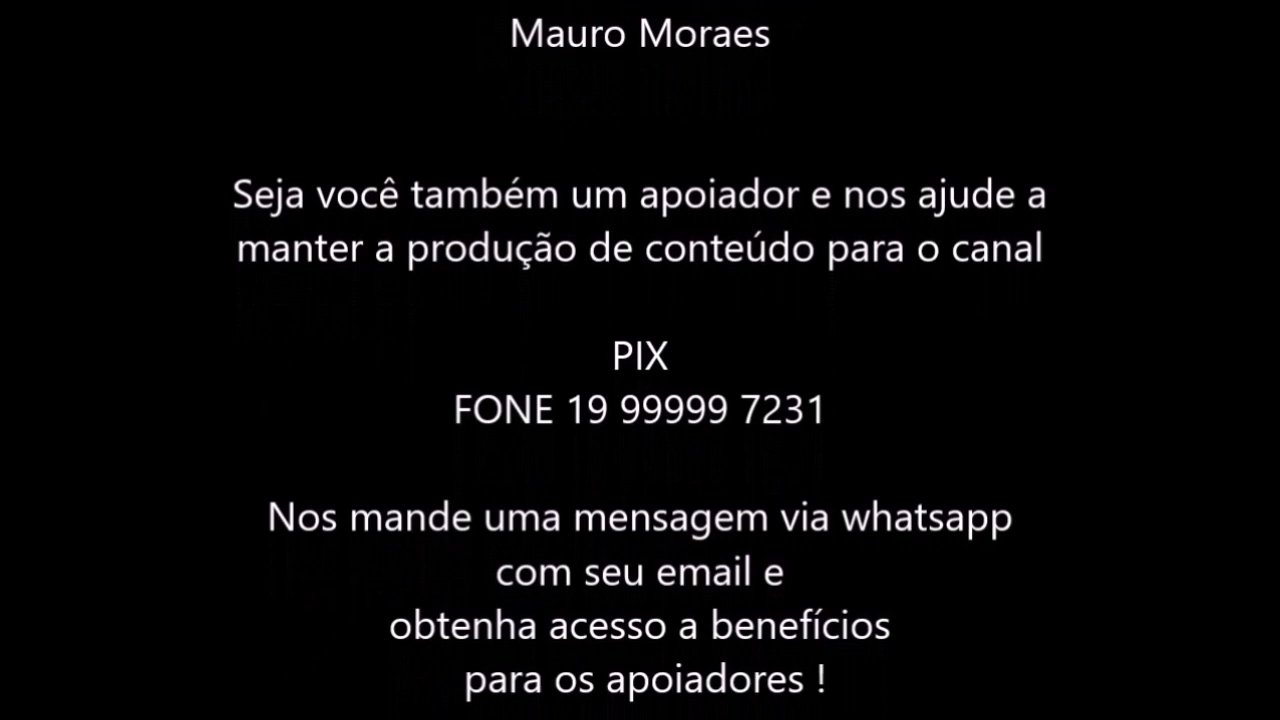 Mauro Moraes
Seja você também um apoiador e nos ajude a
manter a produção de conteúdo para o canal
PIX
FONE 19 99999 7231
Nos mande uma mensagem via whatsapp
com seu email e
obtenha acesso a benefícios
para os apoiadores !